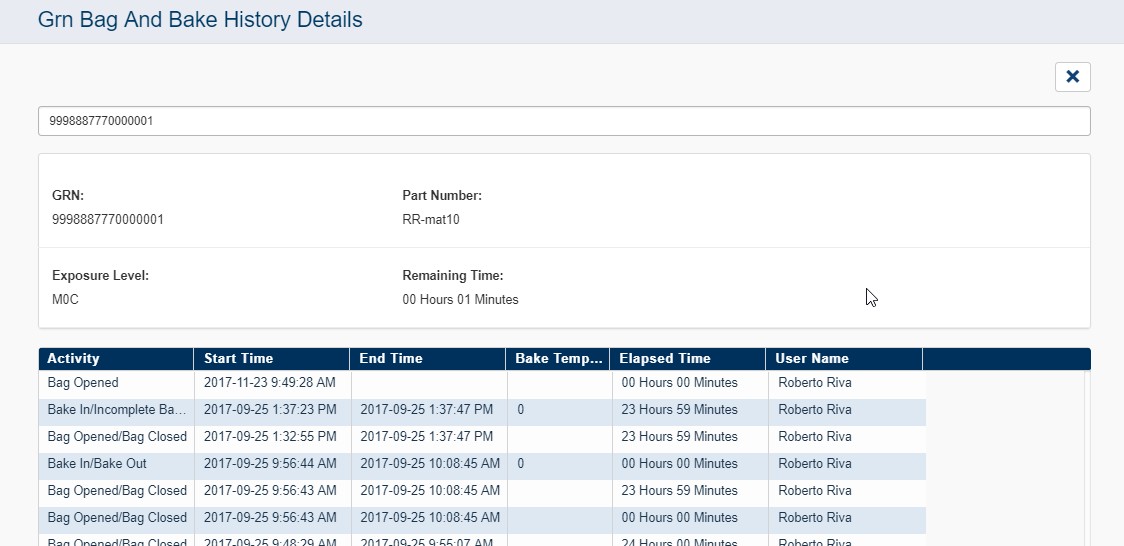 Grn Bag And Bake History Details
9998887770000001
GRN: Part Number:
9998887770000001 RR-mat10
Exposure Level: Remaining Time:
M0C 00 Hours 01 Minutes
Activity Start Time End Time Bake Temp... Elapsed Time User Name
Bag Opened 2017-11-23 9:49:28 AM 00 Hours 00 Minutes Roberto Riva
Bake In/Incomplete Ba... 2017-09-25 1:37:23 PM 2017-09-25 1:37:47 PM 0 23 Hours 59 Minutes Roberto Riva
Bag Opened/Bag Closed 2017-09-25 1:32:55 PM 2017-09-25 1:37:47 PM 23 Hours 59 Minutes Roberto Riva
Bake In/Bake Out 2017-09-25 9:56:44 AM 2017-09-25 10:08:45 AM 0 00 Hours 00 Minutes Roberto Riva
Bag Opened/Bag Closed 2017-09-25 9:56:43 AM 2017-09-25 10:08:45 AM 23 Hours 59 Minutes Roberto Riva
Bag Opened/Bag Closed 2017-09-25 9:56:43 AM 2017-09-25 10:08:45 AM 00 Hours 00 Minutes Roberto Riva
Bag Opened/Bag Closed 2017-09-25 9:48:29 AM 2017-09-25 9:55:07 AM 24 Hours 00 Minutes Roberto Riva